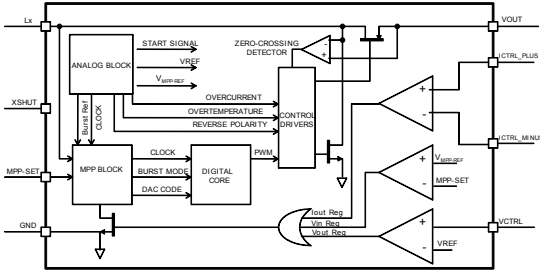 Lx
VOUT
START SIGNAL
ZERO-CROSSING
DETECTOR
-
+
ANALOG BLOCK
VREF
VMPP-REF
ICTRL_PLUS
XSHUT
Burst Ref
CLOCK
OVERCURRENT
OVERTEMPERATURE
REVERSE POLARITY
CONTROL
DRIVERS
+
-
ICTRL_MINUS
MPP BLOCK
CLOCK
BURST MODE
DAC CODE
DIGITAL
CORE
PWM
+
VMPP-REF
-
MPP-SET
MPP-SET
Iout Reg
Vin Reg
Vout Reg
GND
+
VCTRL
-
VREF